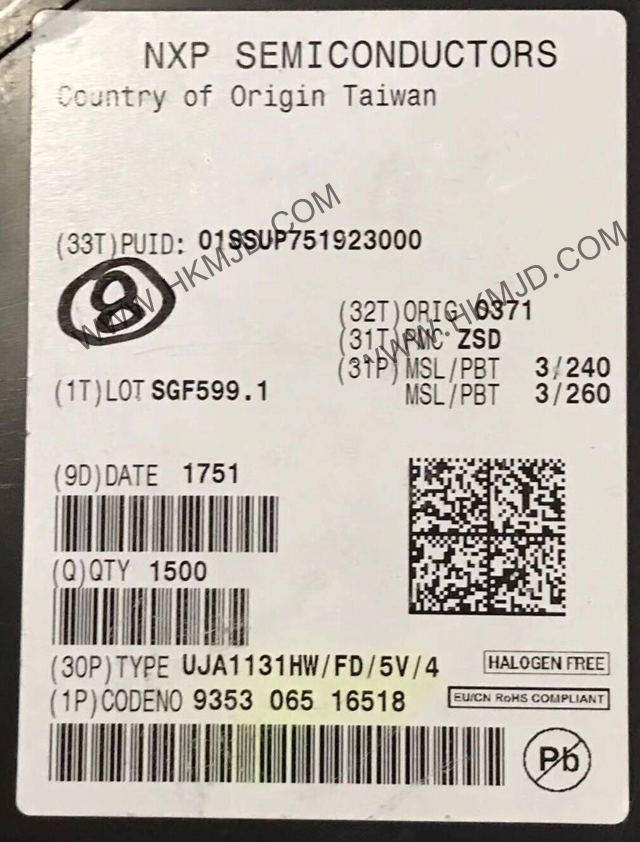 NXP SEMICONDUCTORS
Country of Origin Taiwan
(33T)PUID: 01SSUP751923000
8
(32T)ORIG 0371
(31T)PMC ZSD
(31P)MSL/PBT 3/240
MSL/PBT 3/260
(1T)LOT SGF599.1
(9D)DATE 1751
(Q)QTY 1500
(30P)TYPE UJA1131HW/FD/5V/4
HALOGEN FREE
(1P)CODENO 9353 065 16518
EU/CN RoHS COMPLIANT
Pb
WWW.HKMJD.COM
WWW.HKMJD.COM